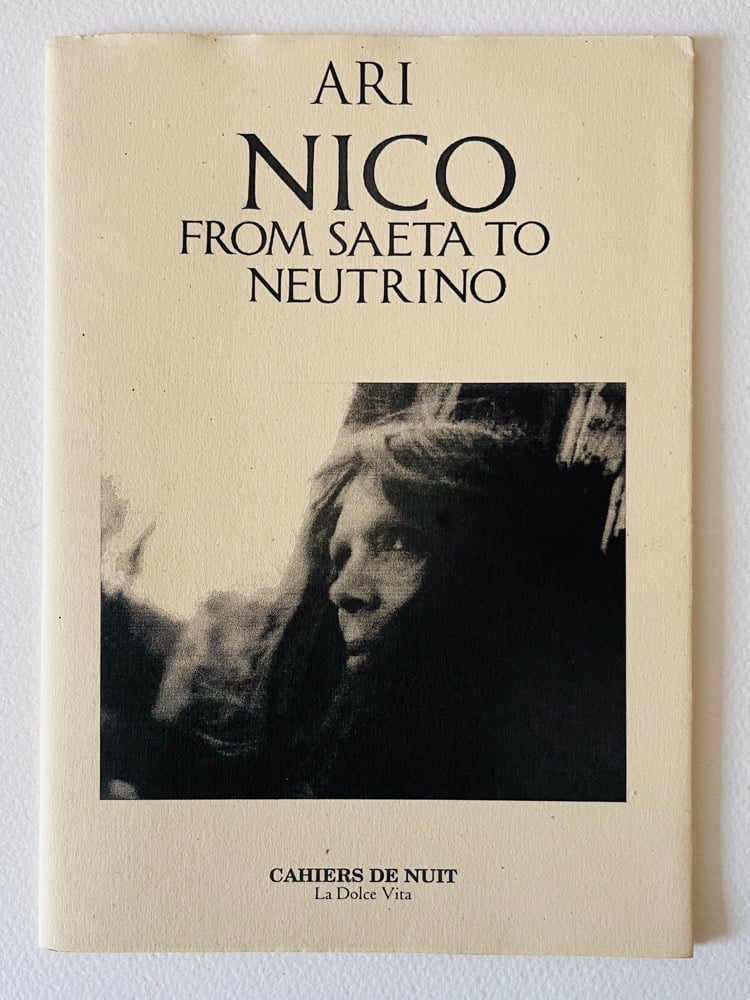 ARI
NICO
FROM SAETA TO
NEUTRINO
CAHIERS DE NUIT
La Dolce Vita